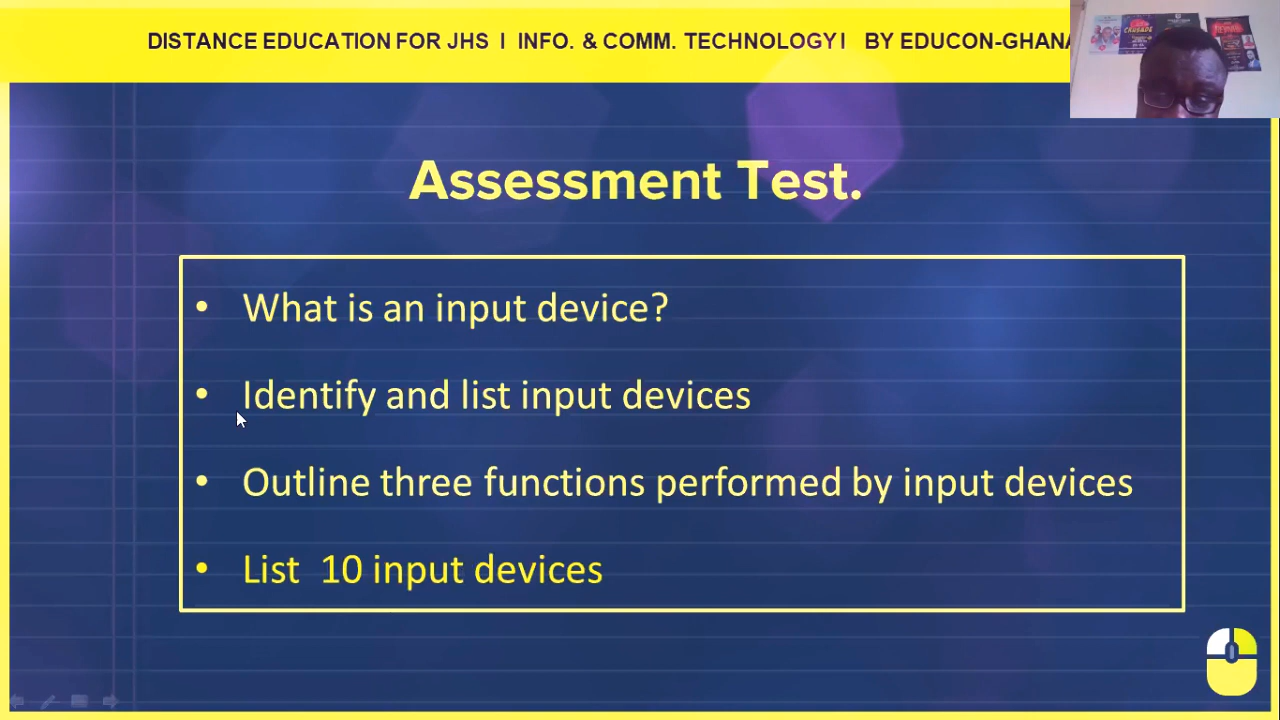 DISTANCE EDUCATION FOR JHS I INFO. & COMM. TECHNOLOGY I BY EDUCON-GHANA
Assessment Test.
• What is an input device?
• Identify and list input devices
• Outline three functions performed by input devices
• List 10 input devices